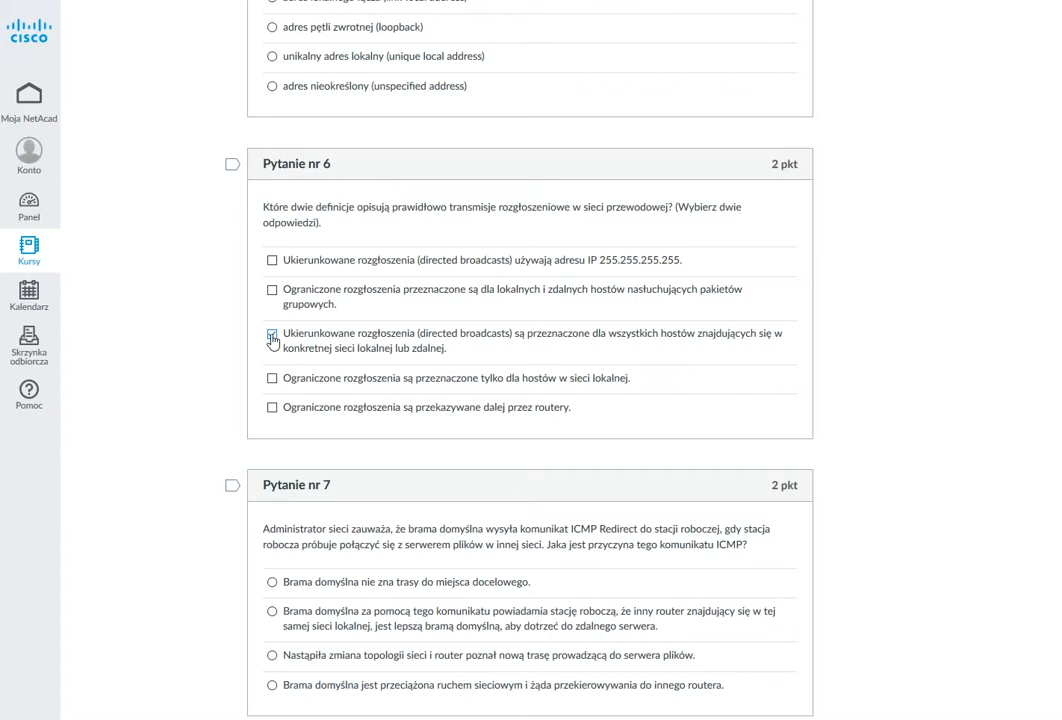 adres lokalnego łącza (link-local address)
CISCO
adres pętli zwrotnej (loopback)
unikalny adres lokalny (unique local address)
adres nieokreślony (unspecified address)
Moja NetAcad
Konto
Panel
Kursy
Kalendarz
Skrzynka
odbiorcza
Pomoc
Pytanie nr 6 2 pkt
Które dwie definicje opisują prawidłowo transmisje rozgłoszeniowe w sieci przewodowej? (Wybierz dwie
odpowiedzi).
Ukierunkowane rozgłoszenia (directed broadcasts) używają adresu IP 255.255.255.255.
Ograniczone rozgłoszenia przeznaczone są dla lokalnych i zdalnych hostów nasłuchujących pakietów
grupowych.
Ukierunkowane rozgłoszenia (directed broadcasts) są przeznaczone dla wszystkich hostów znajdujących się w
konkretnej sieci lokalnej lub zdalnej.
Ograniczone rozgłoszenia są przeznaczone tylko dla hostów w sieci lokalnej.
Ograniczone rozgłoszenia są przekazywane dalej przez routery.
Pytanie nr 7 2 pkt
Administrator sieci zauważa, że brama domyślna wysyła komunikat ICMP Redirect do stacji roboczej, gdy stacja
robocza próbuje połączyć się z serwerem plików w innej sieci. Jaka jest przyczyna tego komunikatu ICMP?
Brama domyślna nie zna trasy do miejsca docelowego.
Brama domyślna za pomocą tego komunikatu powiadamia stację roboczą, że inny router znajdujący się w tej
samej sieci lokalnej, jest lepszą bramą domyślną, aby dotrzeć do zdalnego serwera.
Nastąpiła zmiana topologii sieci i router poznał nową trasę prowadzącą do serwera plików.
Brama domyślna jest przeciążona ruchem sieciowym i żąda przekierowywania do innego routera.